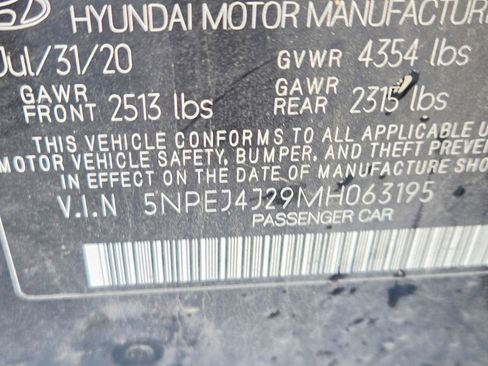 HYUNDAI MOTOR MANUFACTURE
Jul/31/20 GVWR 4354 lbs
GAWR FRONT 2513 lbs GAWR REAR 2315 lbs
THIS VEHICLE CONFORMS TO ALL APPLICABLE
MOTOR VEHICLE SAFETY, BUMPER, AND THEFT PREVEN
IN EFFECT ON THE DATE OF MANUFACTURE SHO
V.I.N 5NPEJ4J29MH063195
PASSENGER CAR